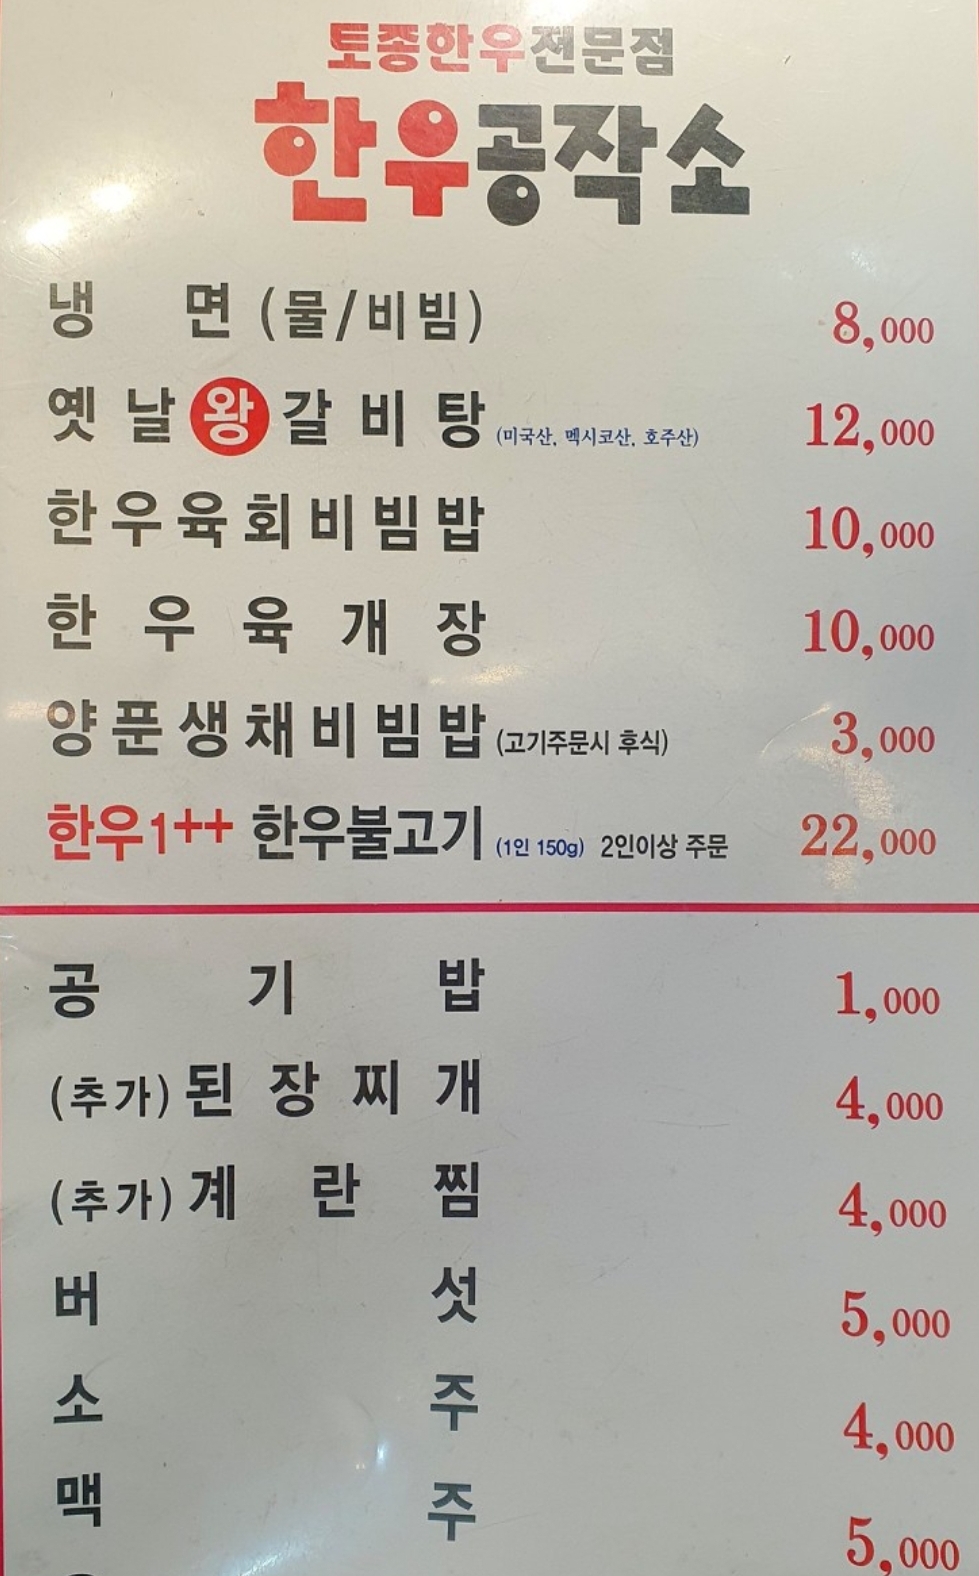 토종한우전문점
한우공작소
냉 면 (물/비빔) 8,000
옛날왕갈비탕 (미국산, 멕시코산, 호주산) 12,000
한우육회비빔밥 10,000
한우육개장 10,000
양푼생채비빔밥 (고기주문시 후식) 3,000
한우1++ 한우불고기 (1인 150g) 2인이상 주문 22,000
공 기 밥 1,000
(추가) 된장찌개 4,000
(추가) 계란찜 4,000
버 섯 5,000
소 주 4,000
맥 주 5,000